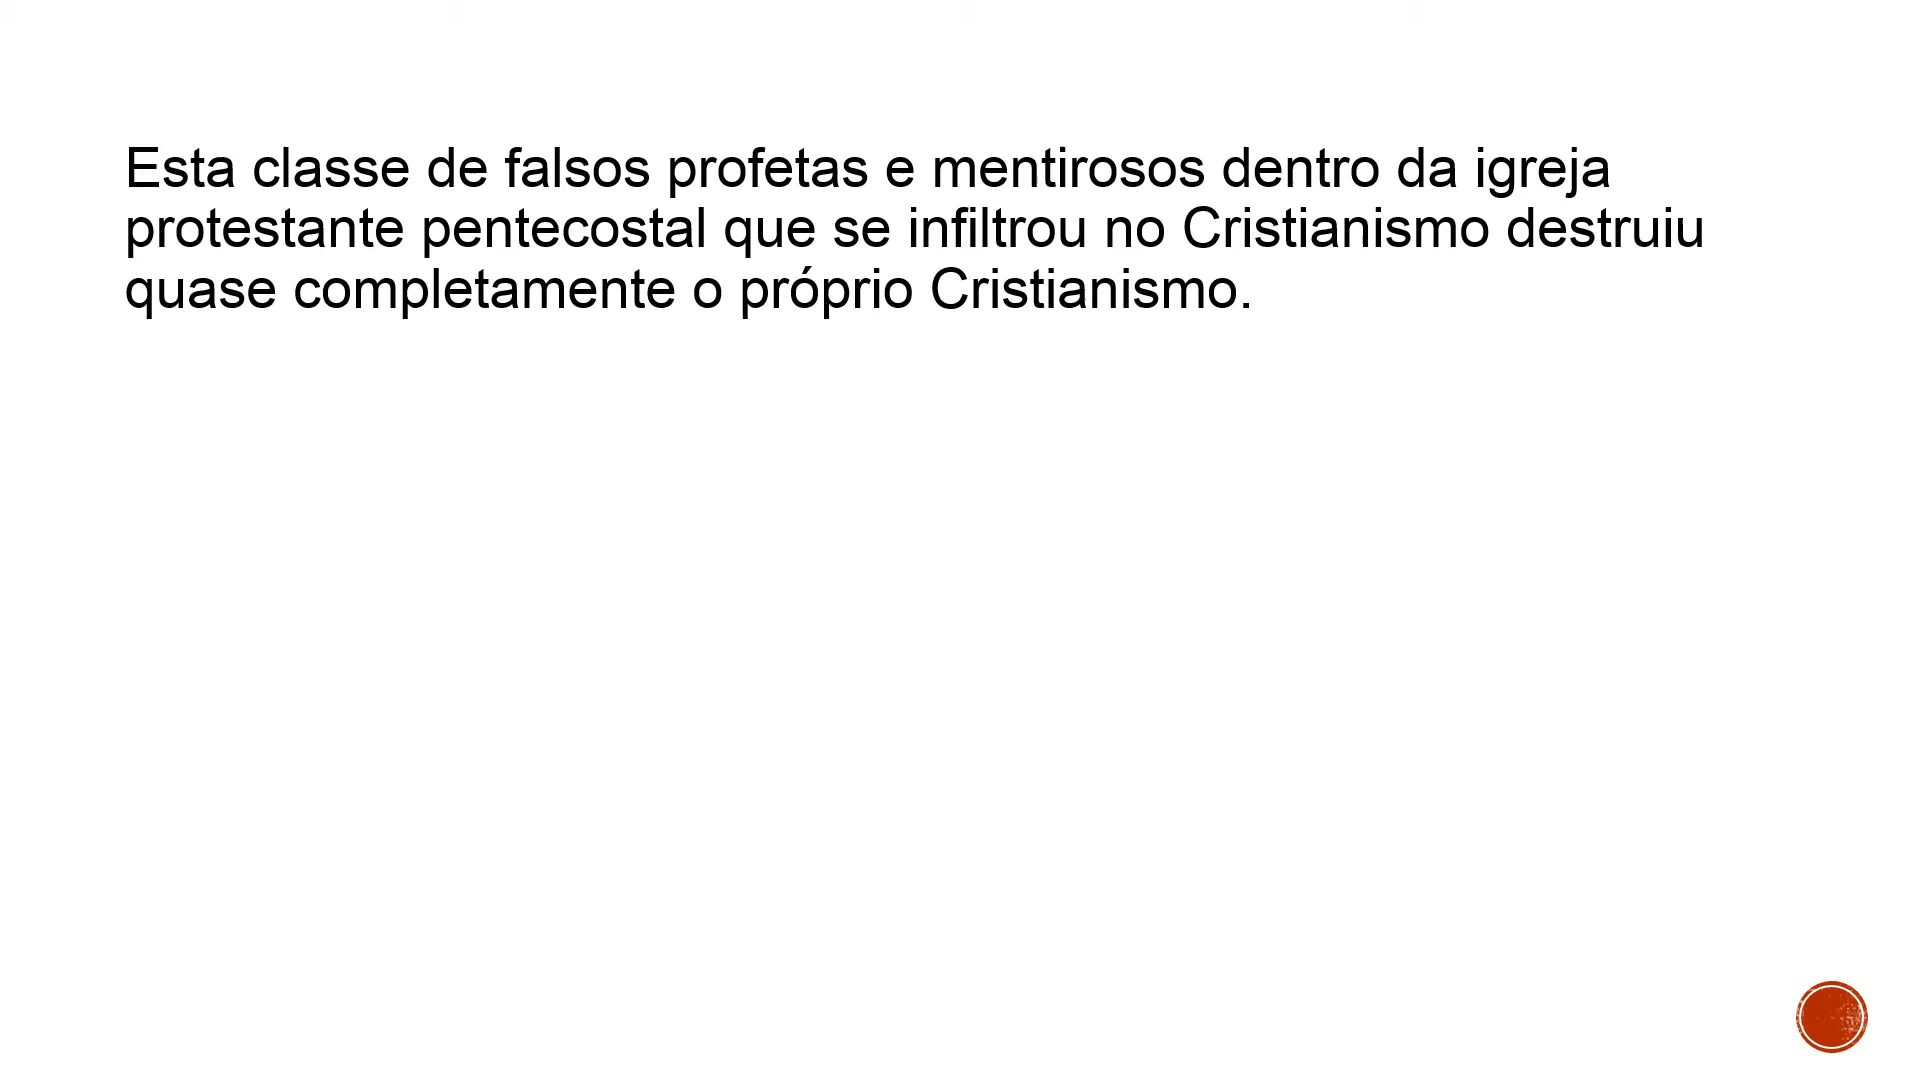 Esta classe de falsos profetas e mentirosos dentro da igreja
protestante pentecostal que se infiltrou no Cristianismo destruiu
quase completamente o próprio Cristianismo.